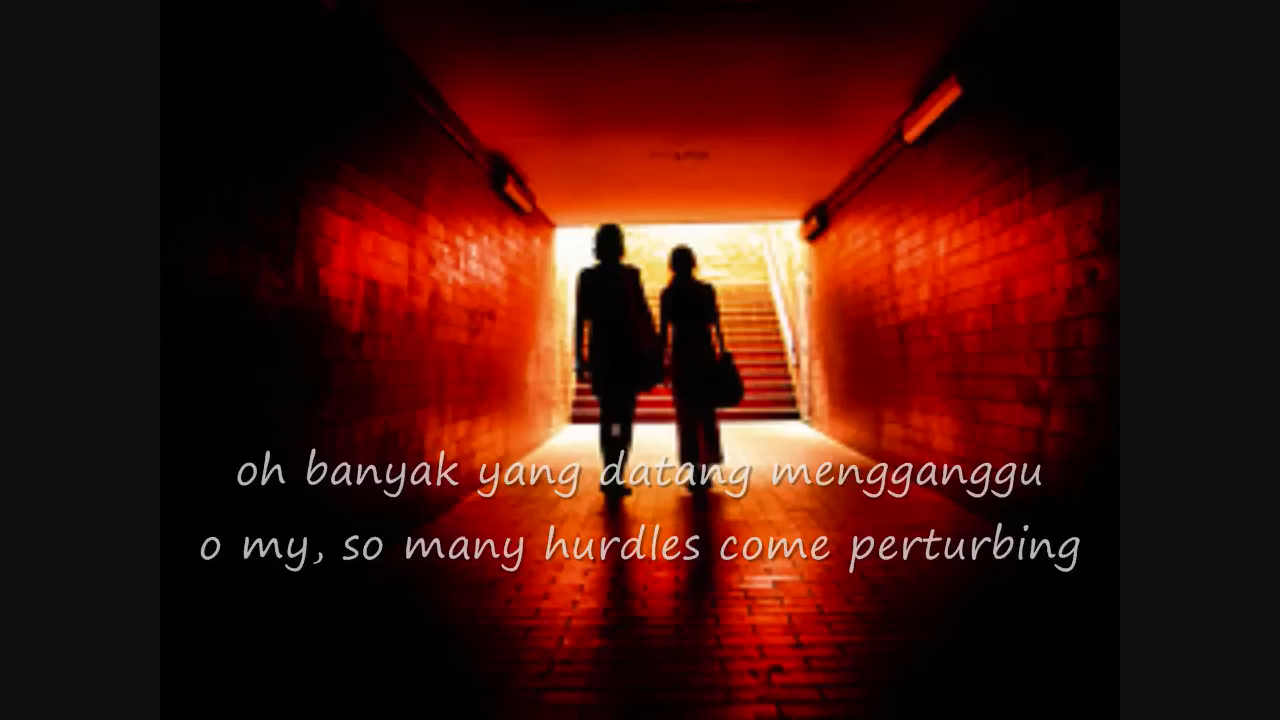 oh banyak yang datang mengganggu
o my, so many hurdles come perturbing